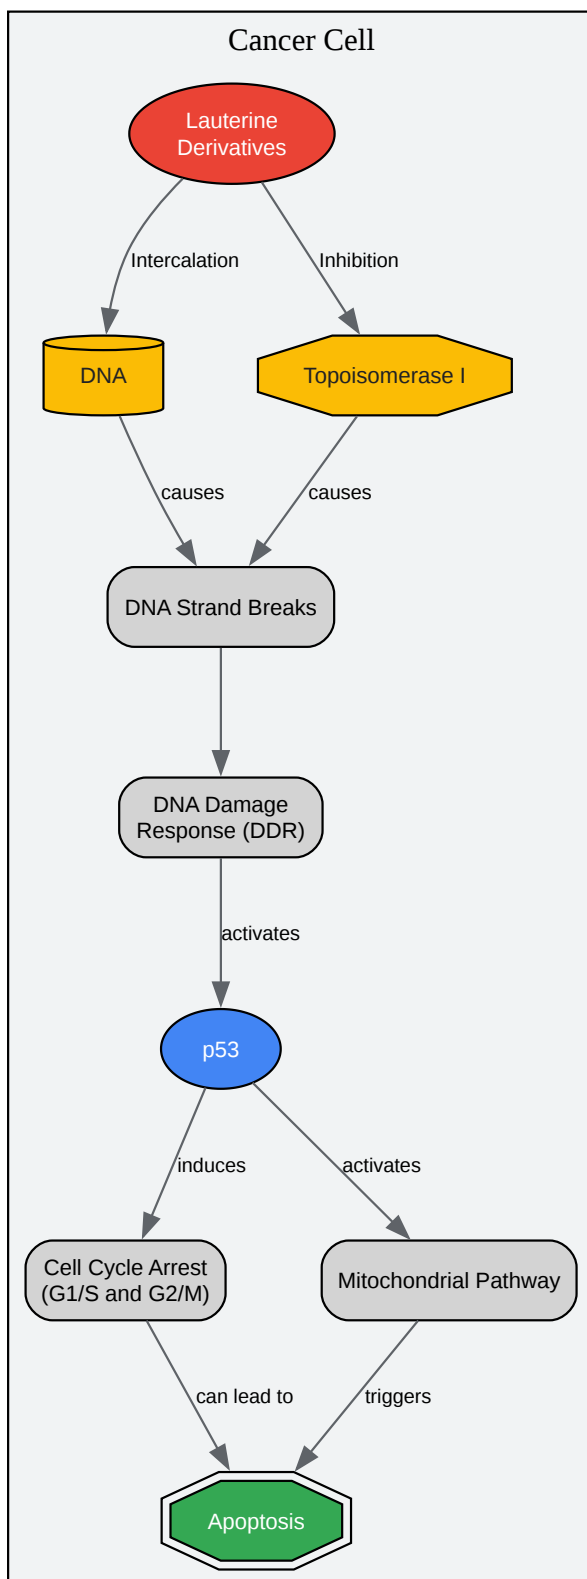 Cancer Cell
Lauterine
Derivatives
Intercalation
Inhibition
DNA
Topoisomerase I
causes
causes
DNA Strand Breaks
DNA Damage
Response (DDR)
activates
p53
induces
activates
Cell Cycle Arrest
(G1/S and G2/M)
Mitochondrial Pathway
can lead to
triggers
Apoptosis